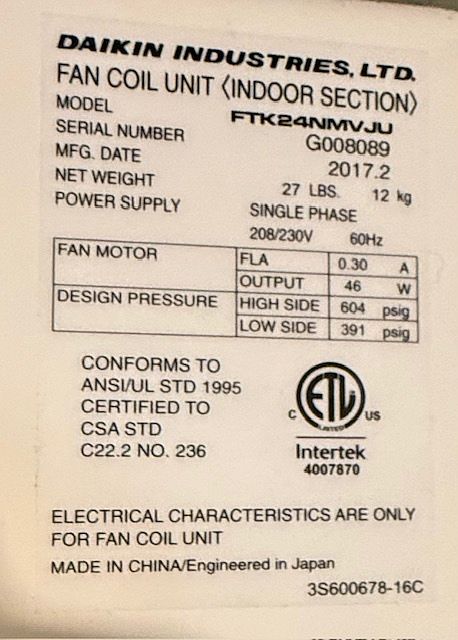 DAIKIN INDUSTRIES, LTD.
FAN COIL UNIT 〈INDOOR SECTION〉
MODEL FTK24NMVJU
SERIAL NUMBER G008089
MFG. DATE 2017.2
NET WEIGHT 27 LBS. 12 kg
POWER SUPPLY SINGLE PHASE
208/230V 60Hz
FAN MOTOR FLA 0.30 A
OUTPUT 46 W
DESIGN PRESSURE HIGH SIDE 604 psig
LOW SIDE 391 psig
CONFORMS TO
ANSI/UL STD 1995
CERTIFIED TO
CSA STD
C22.2 NO. 236
C ETL US
LISTED
Intertek
4007870
ELECTRICAL CHARACTERISTICS ARE ONLY
FOR FAN COIL UNIT
MADE IN CHINA/Engineered in Japan
3S600678-16C